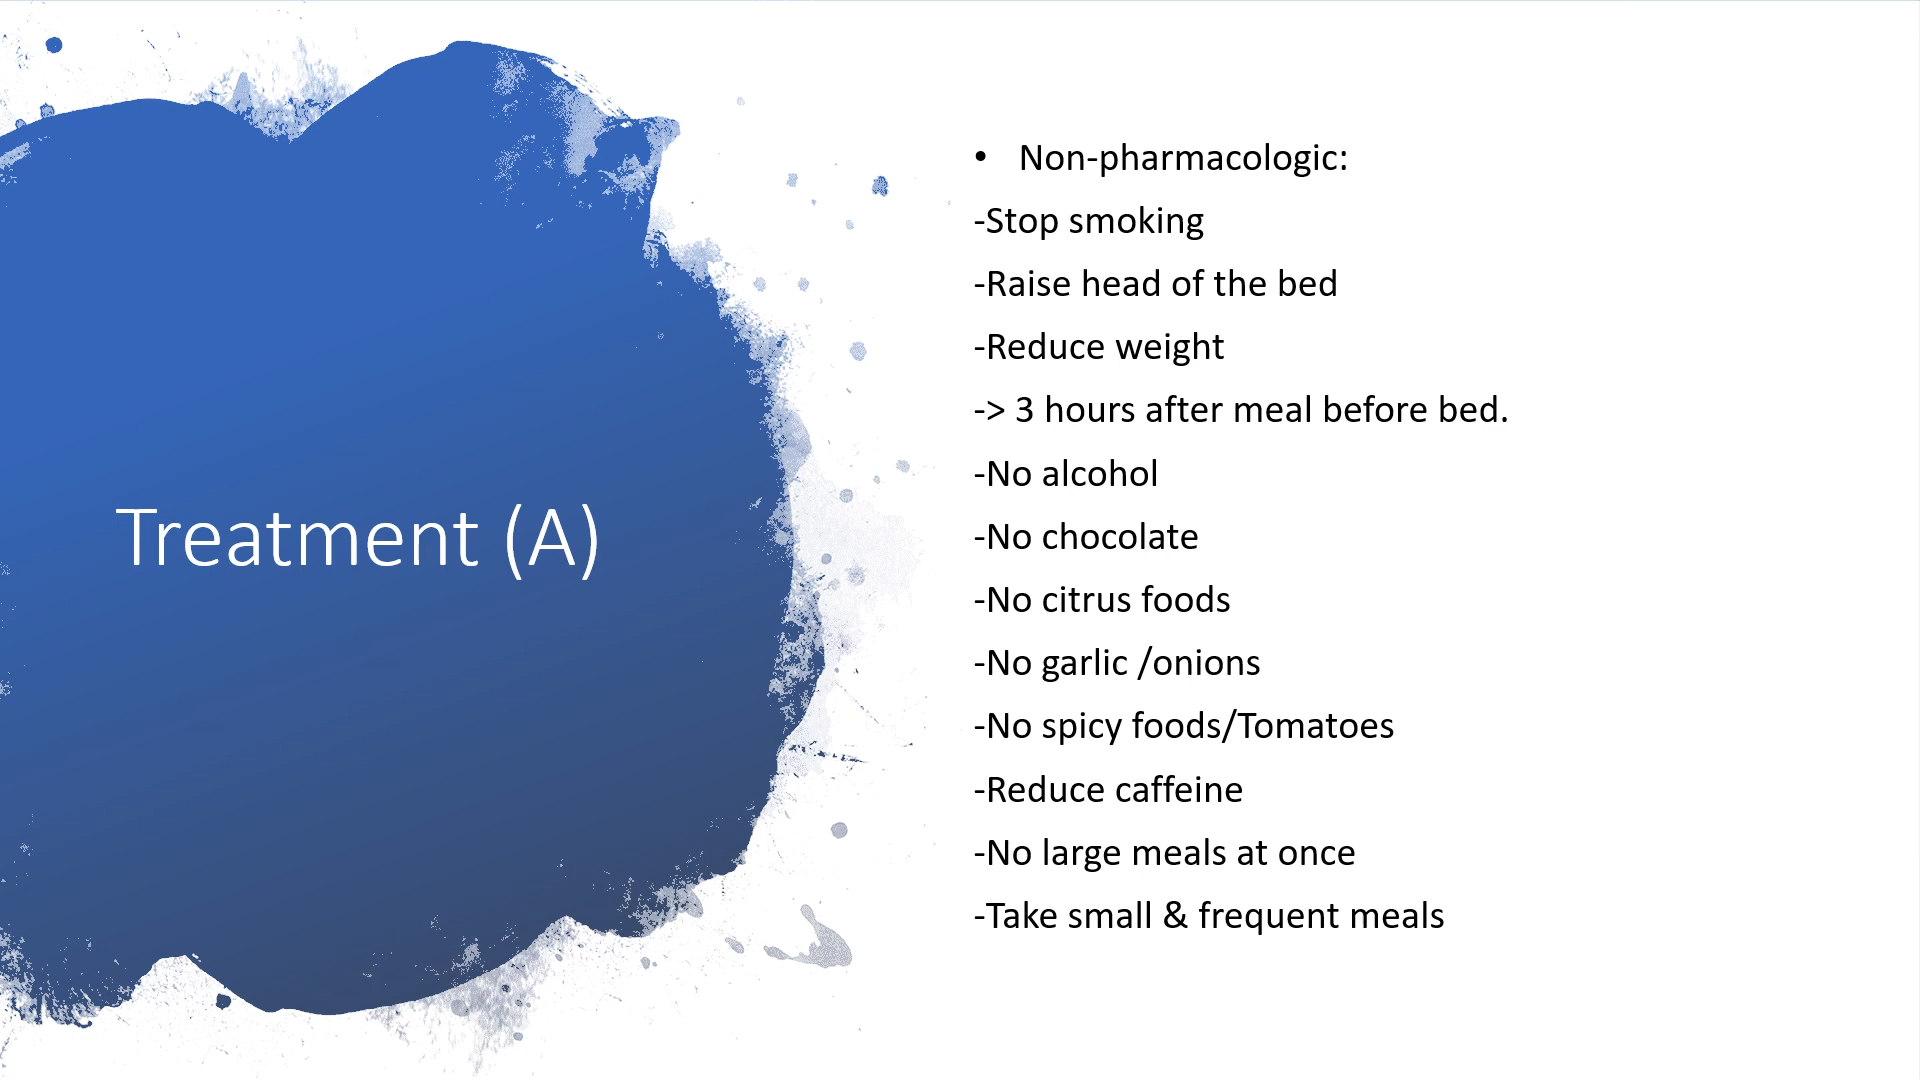 Treatment (A)
• Non-pharmacologic:
-Stop smoking
-Raise head of the bed
-Reduce weight
-> 3 hours after meal before bed.
-No alcohol
-No chocolate
-No citrus foods
-No garlic /onions
-No spicy foods/Tomatoes
-Reduce caffeine
-No large meals at once
-Take small & frequent meals